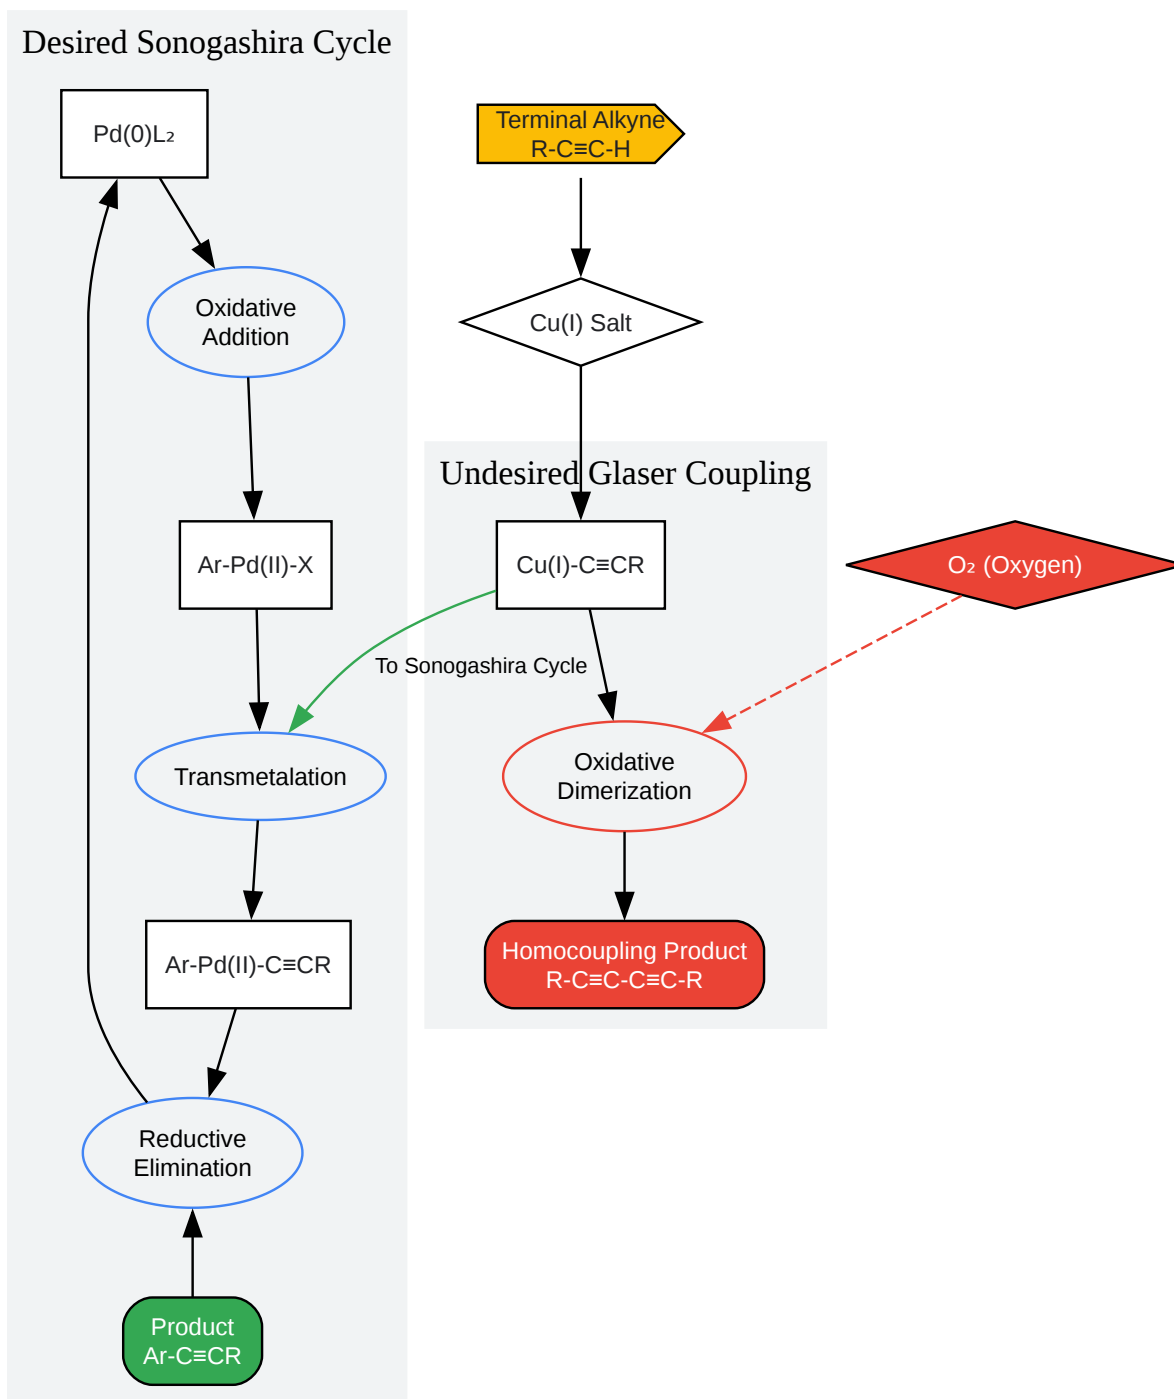 Desired Sonogashira Cycle
Pd(0)L₂
Oxidative
Addition
Ar-Pd(II)-X
Transmetalation
Ar-Pd(II)-C≡CR
Reductive
Elimination
Product
Ar-C≡CR
Terminal Alkyne
R-C≡C-H
Cu(I) Salt
Undesired Glaser Coupling
Cu(I)-C≡CR
To Sonogashira Cycle
Oxidative
Dimerization
Homocoupling Product
R-C≡C-C≡C-R
O₂ (Oxygen)